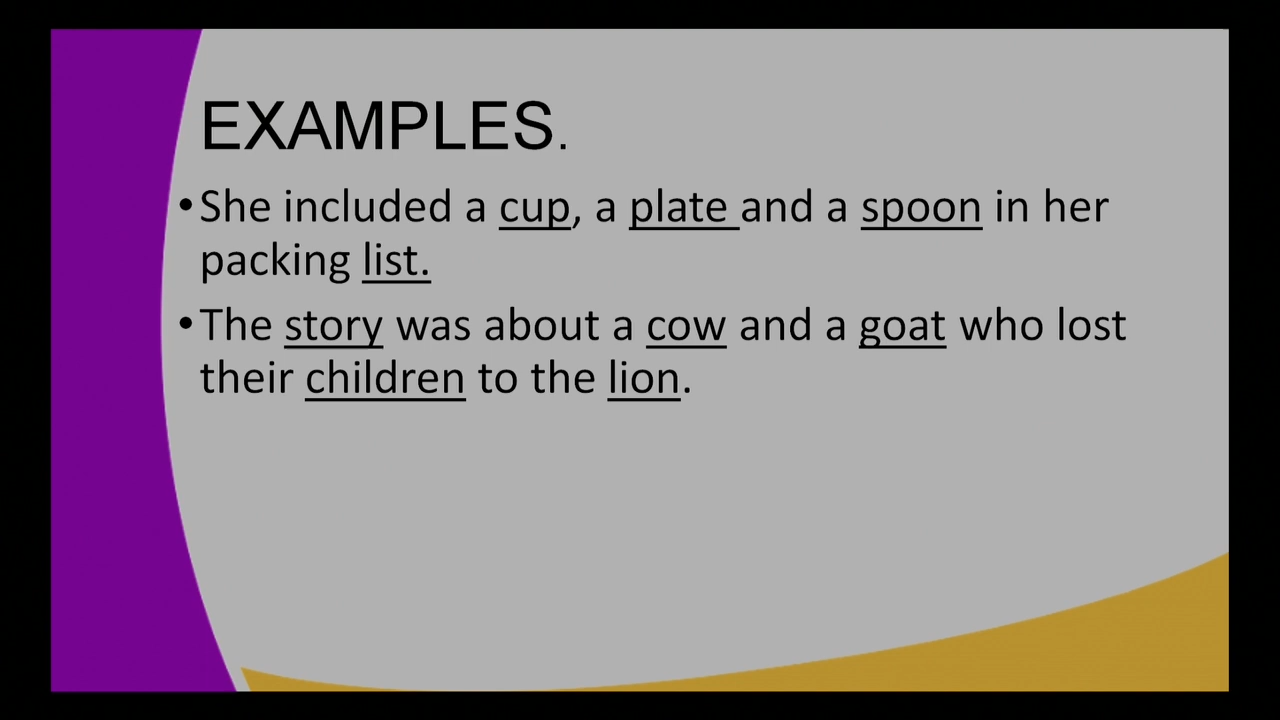 EXAMPLES.
•She included a cup, a plate and a spoon in her
packing list.
•The story was about a cow and a goat who lost
their children to the lion.